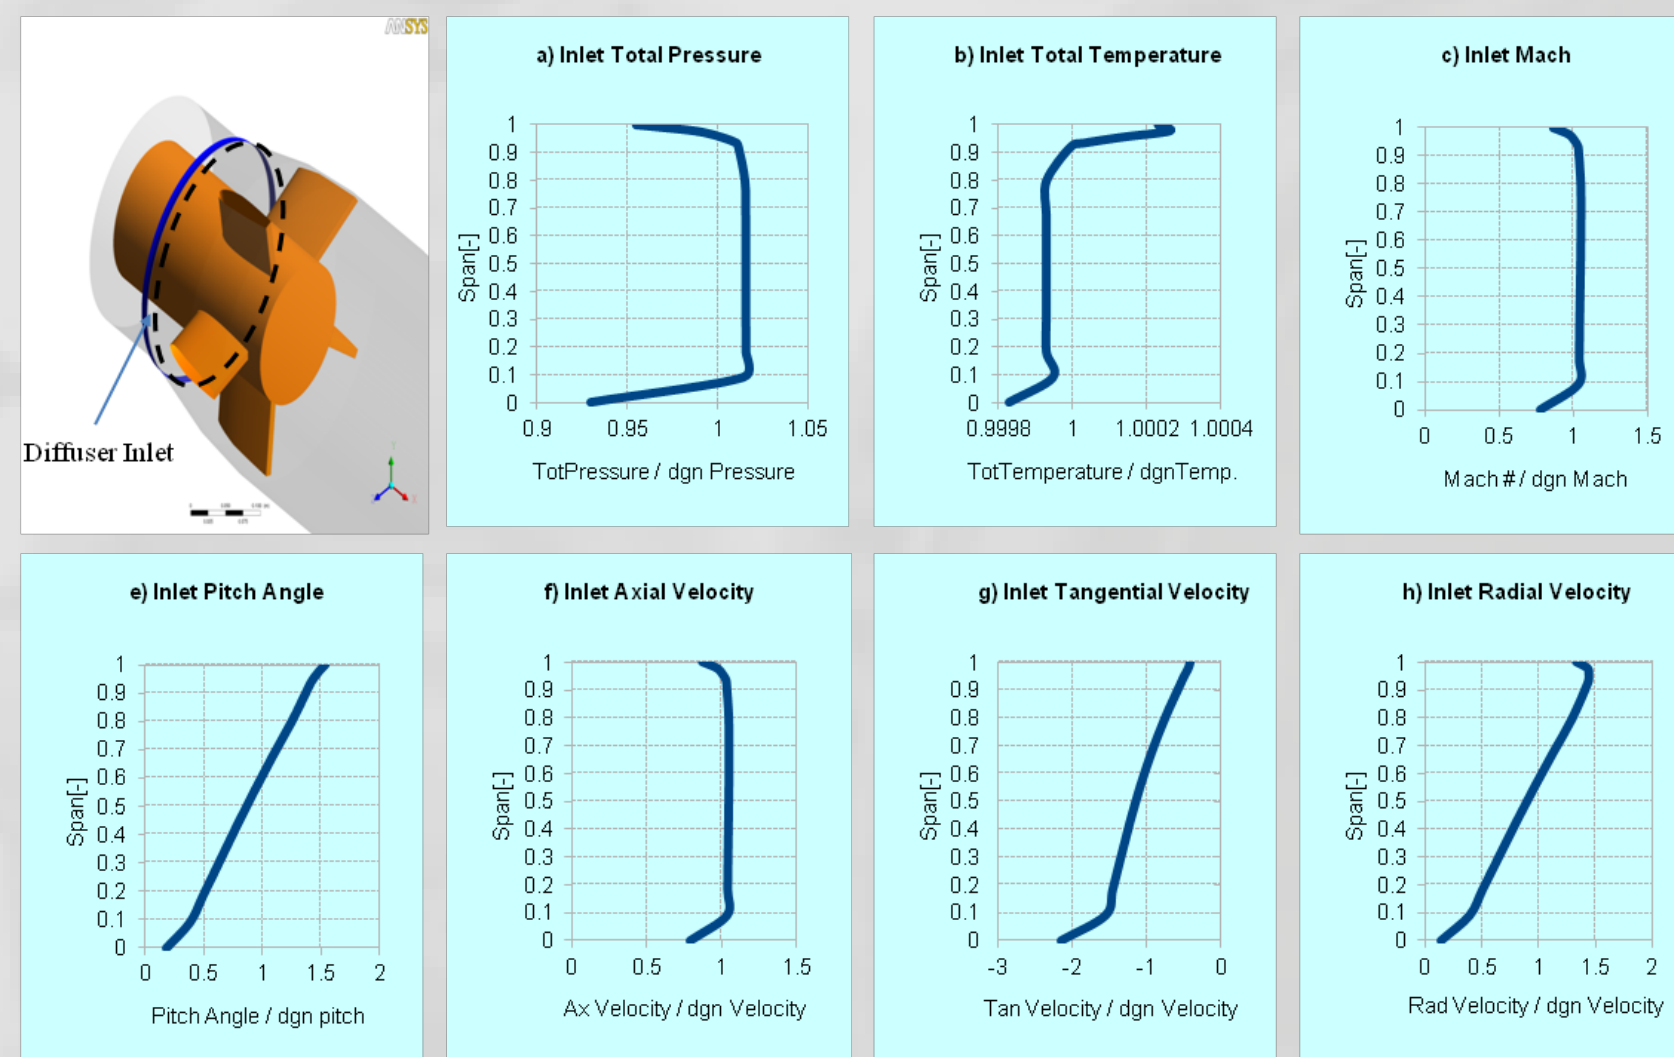 ANSYS
Diffuser Inlet
a) Inlet Total Pressure
1
0.9
0.8
0.7
0.6
0.5
0.4
0.3
0.2
0.1
0
Span[-]
0.9 0.95 1 1.05
TotPressure / dgn Pressure
b) Inlet Total Temperature
1
0.9
0.8
0.7
0.6
0.5
0.4
0.3
0.2
0.1
0
Span[-]
0.9998 1 1.0002 1.0004
TotTemperature / dgnTemp.
c) Inlet Mach
1
0.9
0.8
0.7
0.6
0.5
0.4
0.3
0.2
0.1
0
Span[-]
0 0.5 1 1.5
Mach # / dgn Mach
e) Inlet Pitch Angle
1
0.9
0.8
0.7
0.6
0.5
0.4
0.3
0.2
0.1
0
Span[-]
0 0.5 1 1.5 2
Pitch Angle / dgn pitch
f) Inlet Axial Velocity
1
0.9
0.8
0.7
0.6
0.5
0.4
0.3
0.2
0.1
0
Span[-]
0 0.5 1 1.5
Ax Velocity / dgn Velocity
g) Inlet Tangential Velocity
1
0.9
0.8
0.7
0.6
0.5
0.4
0.3
0.2
0.1
0
Span[-]
-3 -2 -1 0
Tan Velocity / dgn Velocity
h) Inlet Radial Velocity
1
0.9
0.8
0.7
0.6
0.5
0.4
0.3
0.2
0.1
0
Span[-]
0 0.5 1 1.5 2
Rad Velocity / dgn Velocity